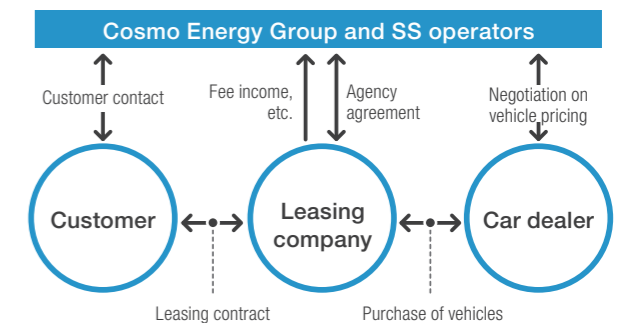 Cosmo Energy Group and SS operators
Customer contact
Fee income,
etc.
Agency
agreement
Negotiation on
vehicle pricing
Customer
Leasing
company
Car dealer
Leasing contract
Purchase of vehicles